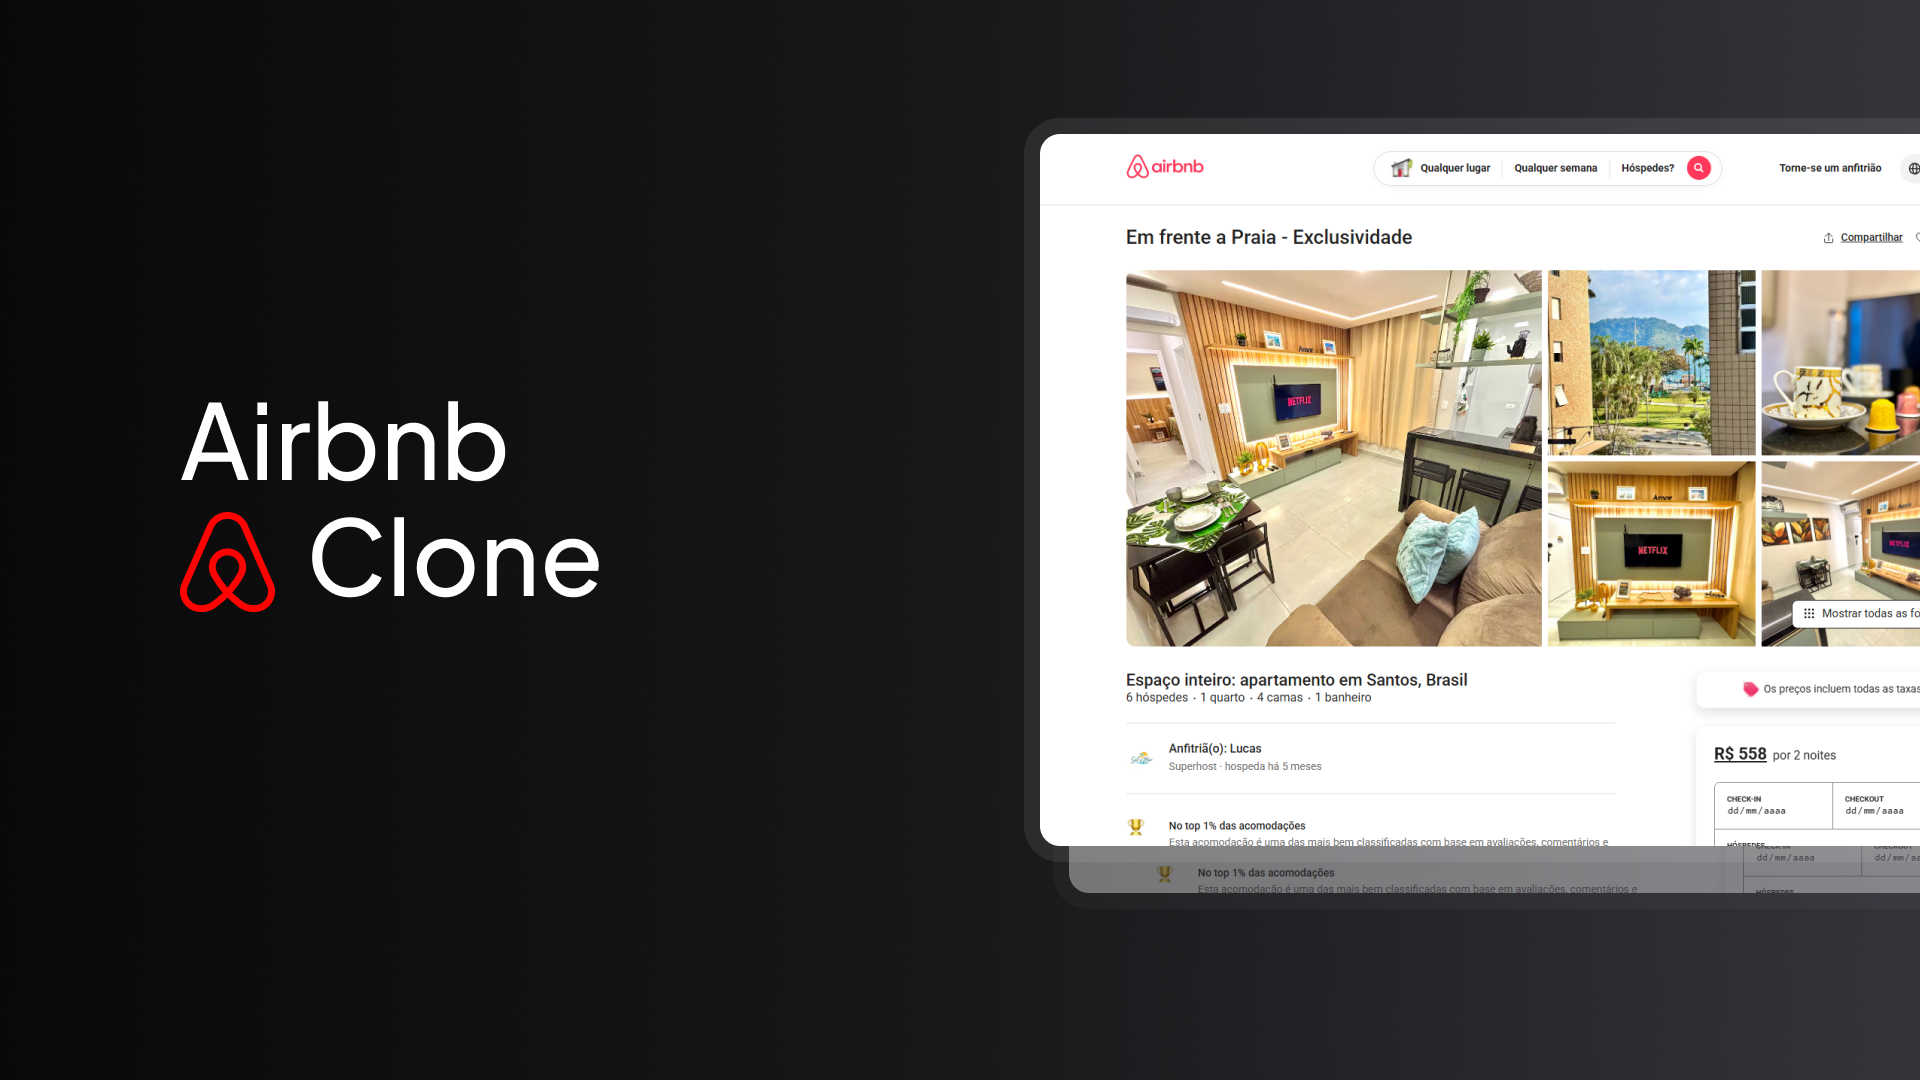 Airbnb
Clone
airbnb
Qualquer lugar
Qualquer semana
Hóspedes?
Torne-se um anfitrião
Em frente a Praia - Exclusividade
Compartilhar
Amor
NETFLIX
Amor
NETFLIX
NETFLIX
Mostrar todas as fo
Espaço inteiro: apartamento em Santos, Brasil
6 hóspedes · 1 quarto · 4 camas · 1 banheiro
Os preços incluem todas as taxas
Anfitriã(o): Lucas
Superhost · hospeda há 5 meses
R$ 558 por 2 noites
CHECK-IN
dd/mm/aaaa
CHECKOUT
dd/mm/aaaa
No top 1% das acomodações
Esta acomodação é uma das mais bem classificadas com base em avaliações, comentários e
HÓSPEDES
CHECK-IN
dd/mm/aaaa
CHECKOUT
dd/mm/aa
No top 1% das acomodações
Esta acomodação é uma das mais bem classificadas com base em avaliações, comentários e
HÓSPEDES